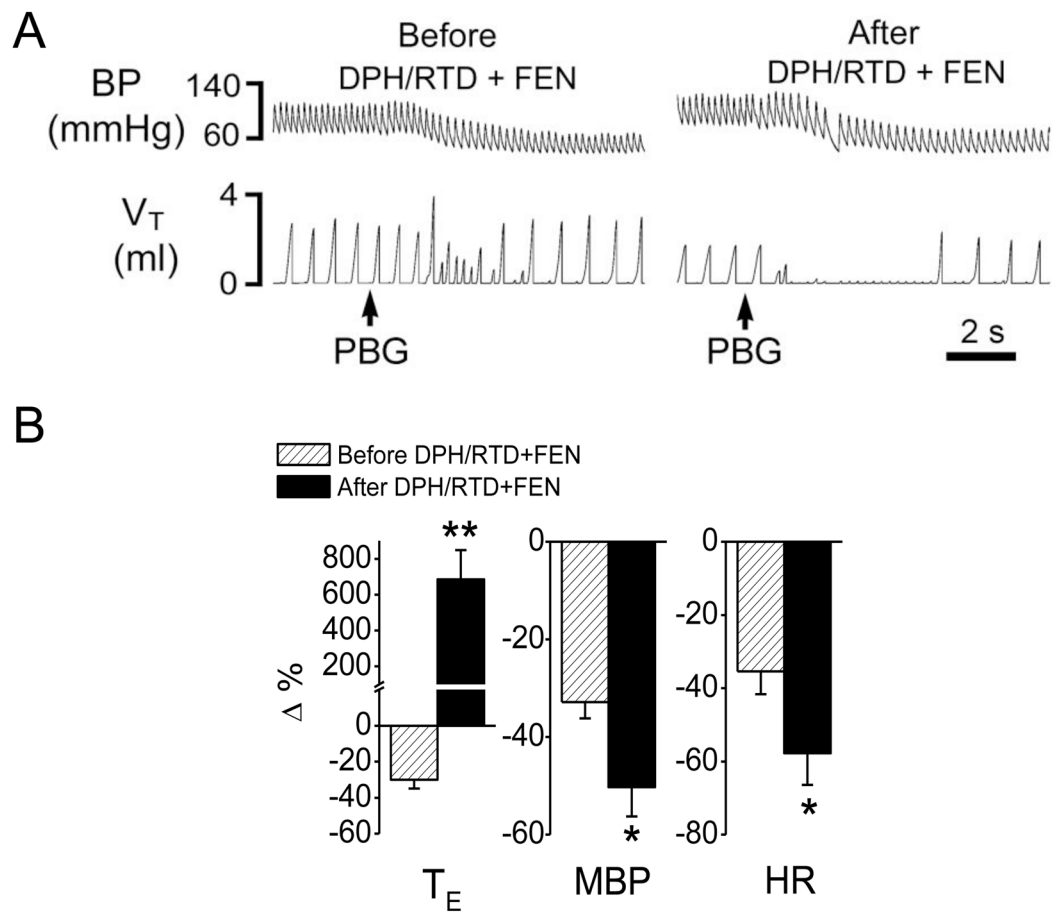 A
Before
DPH/RTD + FEN
After
DPH/RTD + FEN
BP
(mmHg)
140
60
V_T
(ml)
4
0
PBG
PBG
2 s
B
Before DPH/RTD+FEN
After DPH/RTD+FEN
Δ %
800
600
400
200
0
-20
-40
-60
**
T_E
0
-20
-40
-60
*
MBP
0
-20
-40
-60
-80
*
HR